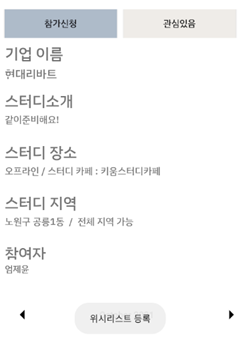 참가신청
관심있음
기업 이름
현대리바트
스터디소개
같이준비해요!
스터디 장소
오프라인 / 스터디 카페 : 키움스터디카페
스터디 지역
노원구 공릉1동 / 전체 지역 가능
참여자
엄재윤
위시리스트 등록